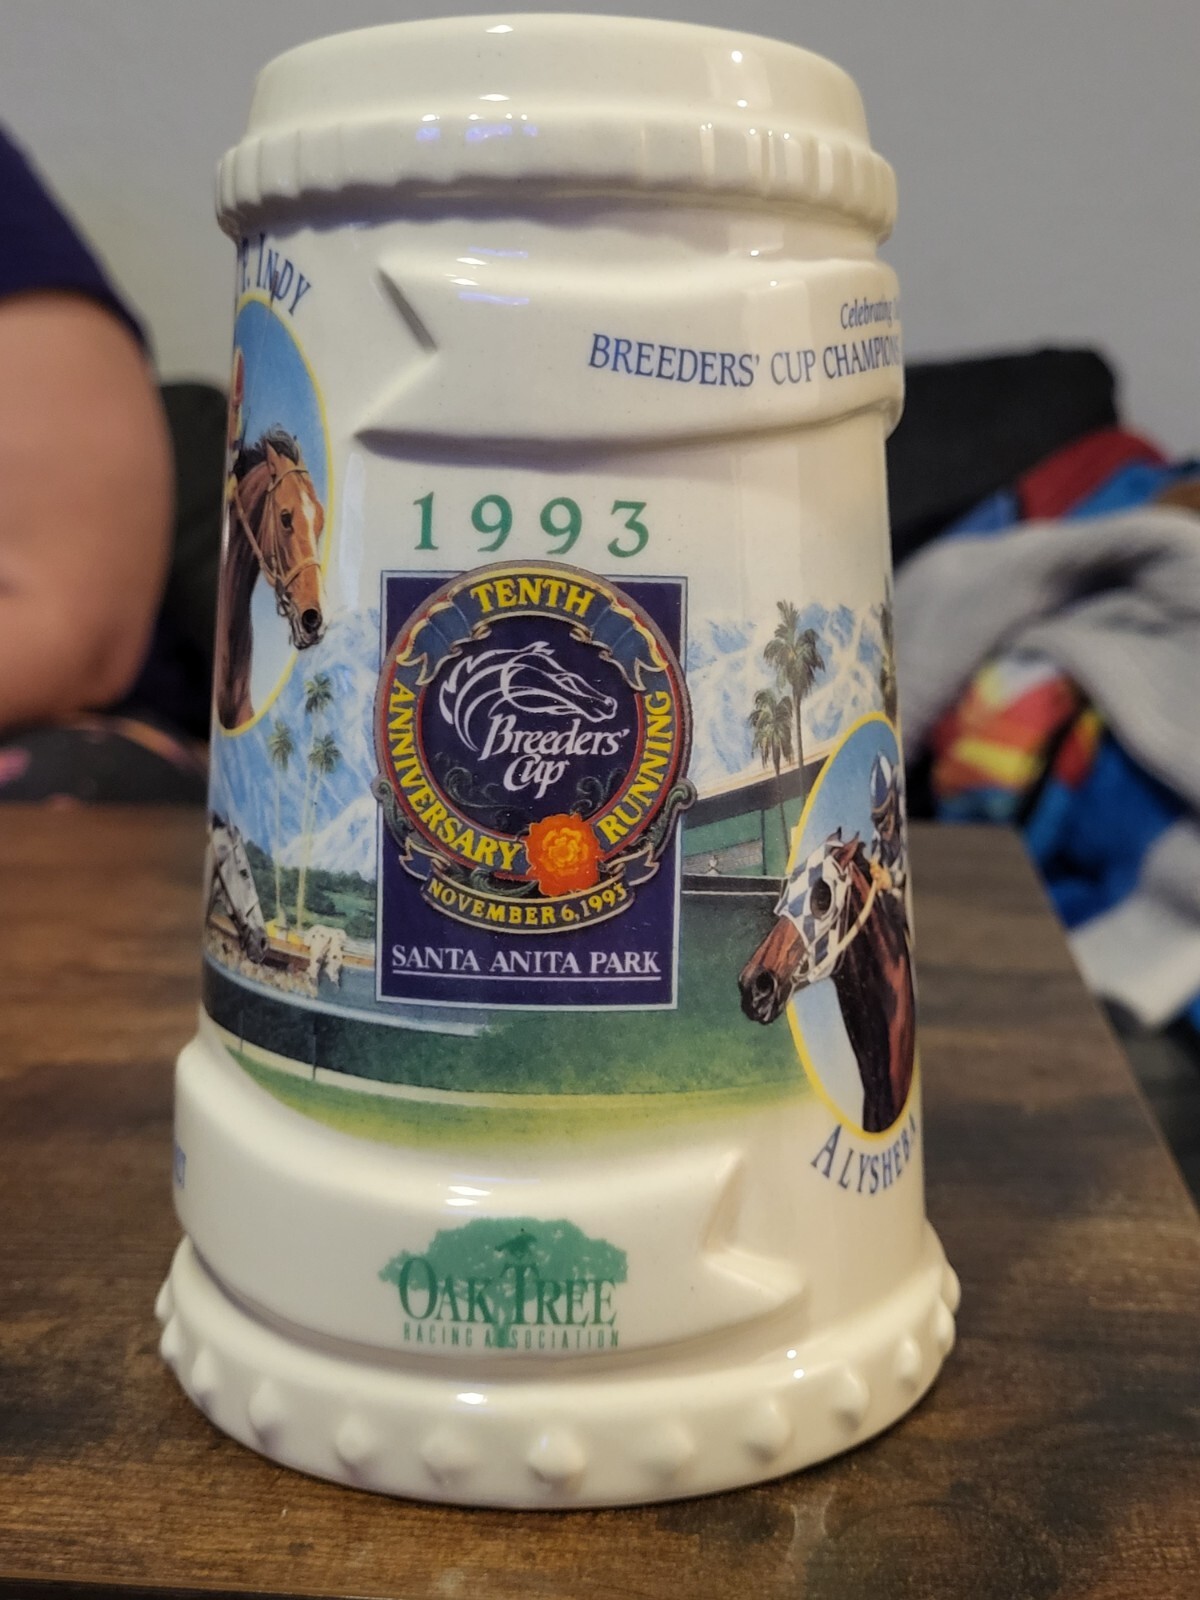 Y. INDY
Celebrating
BREEDERS' CUP CHAMPIONS
1993
TENTH
ANNIVERSARY
RUNNING
Breeders'
Cup
NOVEMBER 6, 1993
SANTA ANITA PARK
ALYSHEBA
OAK TREE
RACING ASSOCIATION